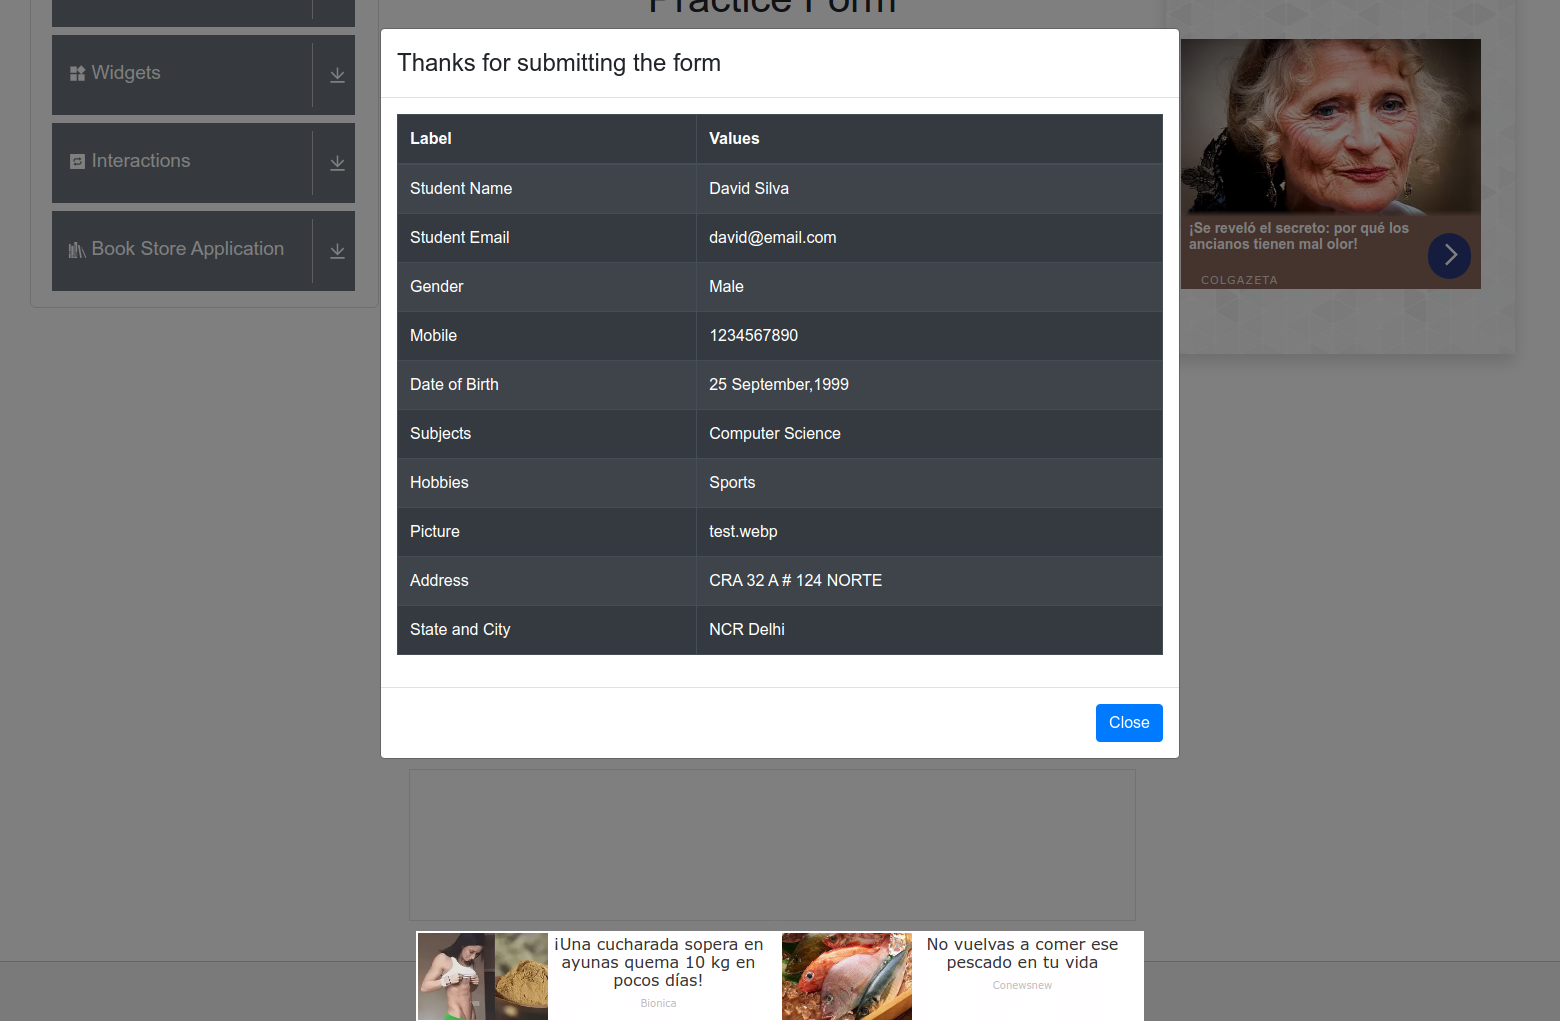 Practice Form
Widgets
Interactions
Book Store Application
Thanks for submitting the form
Label Values
Student Name David Silva
Student Email david@email.com
Gender Male
Mobile 1234567890
Date of Birth 25 September,1999
Subjects Computer Science
Hobbies Sports
Picture test.webp
Address CRA 32 A # 124 NORTE
State and City NCR Delhi
Close
¡Se reveló el secreto: por qué los
ancianos tienen mal olor!
COLGAZETA
¡Una cucharada sopera en
ayunas quema 10 kg en
pocos días!
Bionica
No vuelvas a comer ese
pescado en tu vida
Conewsnew